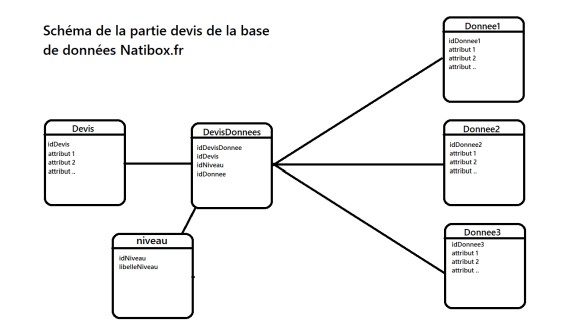 Schéma de la partie devis de la base
de données Natibox.fr
Donnee1
idDonnee1
attribut 1
attribut 2
attribut ..
Devis
idDevis
attribut 1
attribut 2
attribut ..
DevisDonnees
idDevisDonnee
idDevis
idNiveau
idDonnee
Donnee2
idDonnee2
attribut 1
attribut 2
attribut ..
niveau
idNiveau
libelleNiveau
Donnee3
idDonnee3
attribut 1
attribut 2
attribut ..